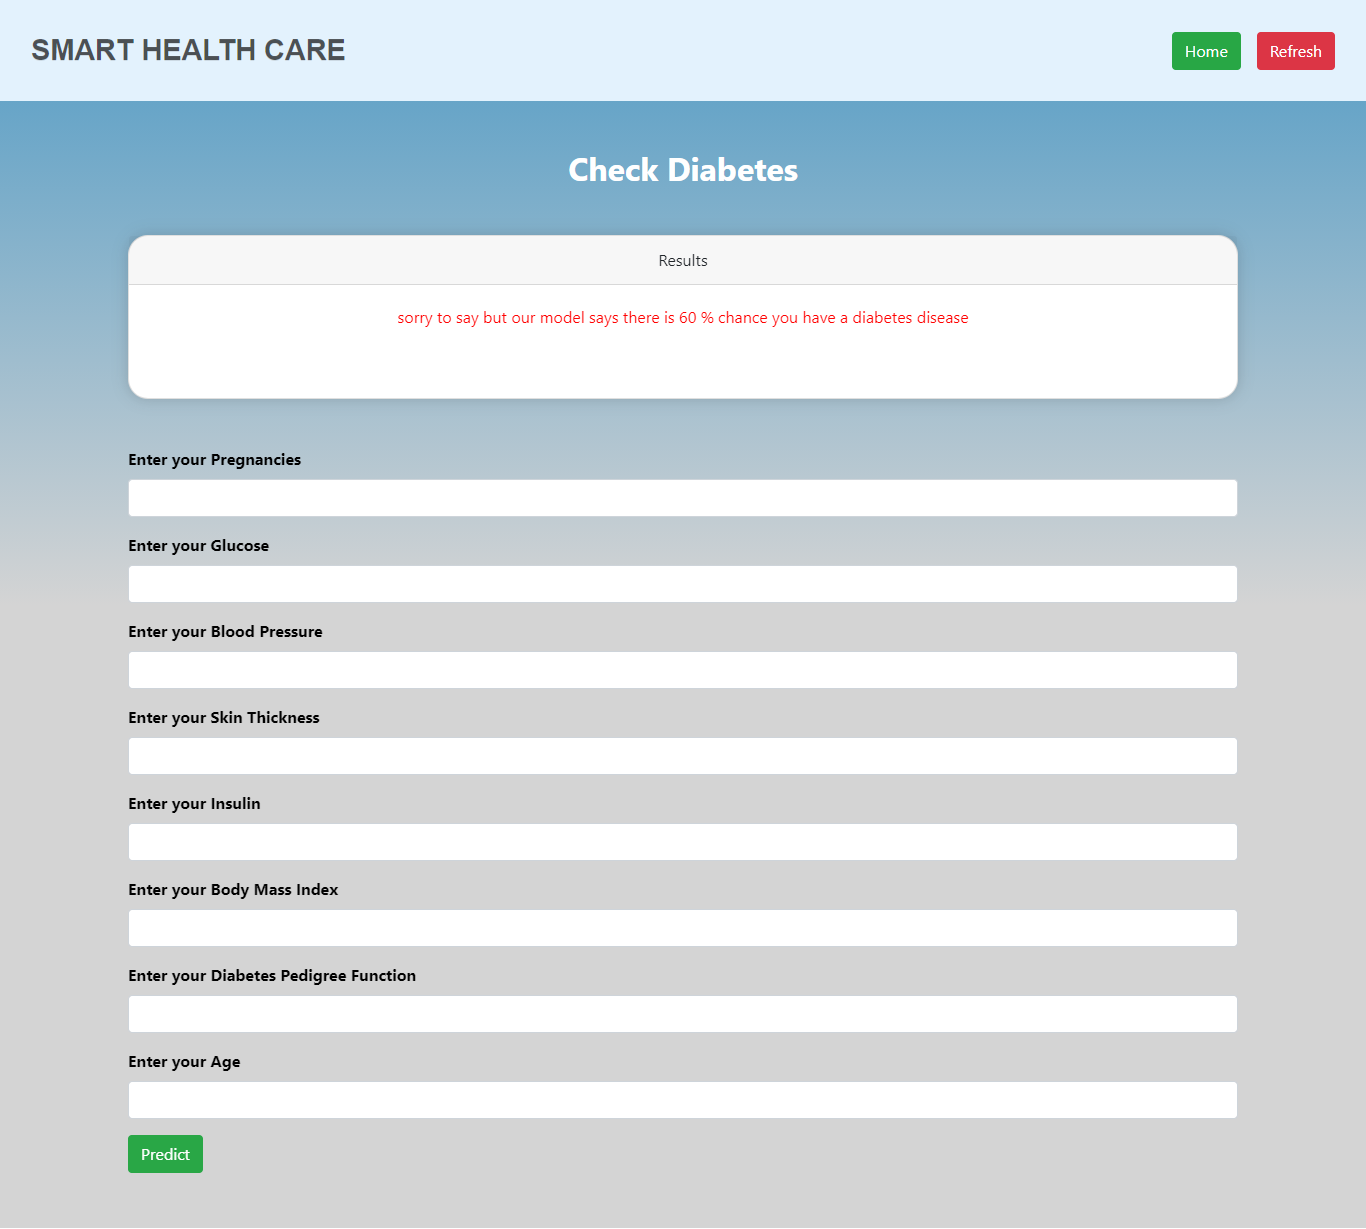 SMART HEALTH CARE
Home
Refresh
Check Diabetes
Results
sorry to say but our model says there is 60 % chance you have a diabetes disease
Enter your Pregnancies
Enter your Glucose
Enter your Blood Pressure
Enter your Skin Thickness
Enter your Insulin
Enter your Body Mass Index
Enter your Diabetes Pedigree Function
Enter your Age
Predict